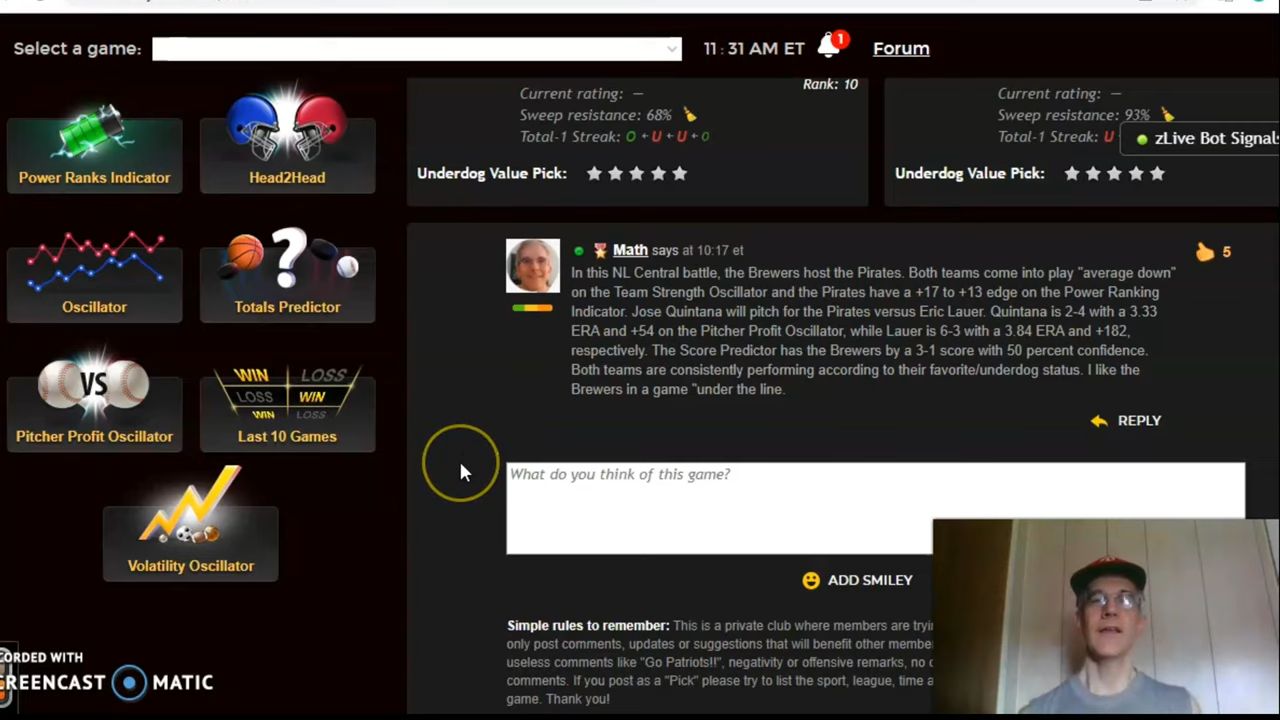 Select a game:
11 : 31 AM ET
1
Forum
Current rating: —
Rank: 10
Sweep resistance: 68%
Total-1 Streak: O - U - U - O
Underdog Value Pick:
Current rating: —
Sweep resistance: 93%
Total-1 Streak: U
zLive Bot Signal
Underdog Value Pick:
Power Ranks Indicator
Head2Head
Oscillator
?
Totals Predictor
VS
Pitcher Profit Oscillator
WIN LOSS
LOSS WIN
WIN LOSS
Last 10 Games
Volatility Oscillator
Math says at 10:17 et
5
In this NL Central battle, the Brewers host the Pirates. Both teams come into play "average down"
on the Team Strength Oscillator and the Pirates have a +17 to +13 edge on the Power Ranking
Indicator. Jose Quintana will pitch for the Pirates versus Eric Lauer. Quintana is 2-4 with a 3.33
ERA and +54 on the Pitcher Profit Oscillator, while Lauer is 6-3 with a 3.84 ERA and +182,
respectively. The Score Predictor has the Brewers by a 3-1 score with 50 percent confidence.
Both teams are consistently performing according to their favorite/underdog status. I like the
Brewers in a game "under the line.
REPLY
What do you think of this game?
ADD SMILEY
Simple rules to remember: This is a private club where members are tryi
only post comments, updates or suggestions that will benefit other membe
useless comments like "Go Patriots!!", negativity or offensive remarks, no c
comments. If you post as a "Pick" please try to list the sport, league, time a
game. Thank you!
ORDED WITH
REENCAST MATIC